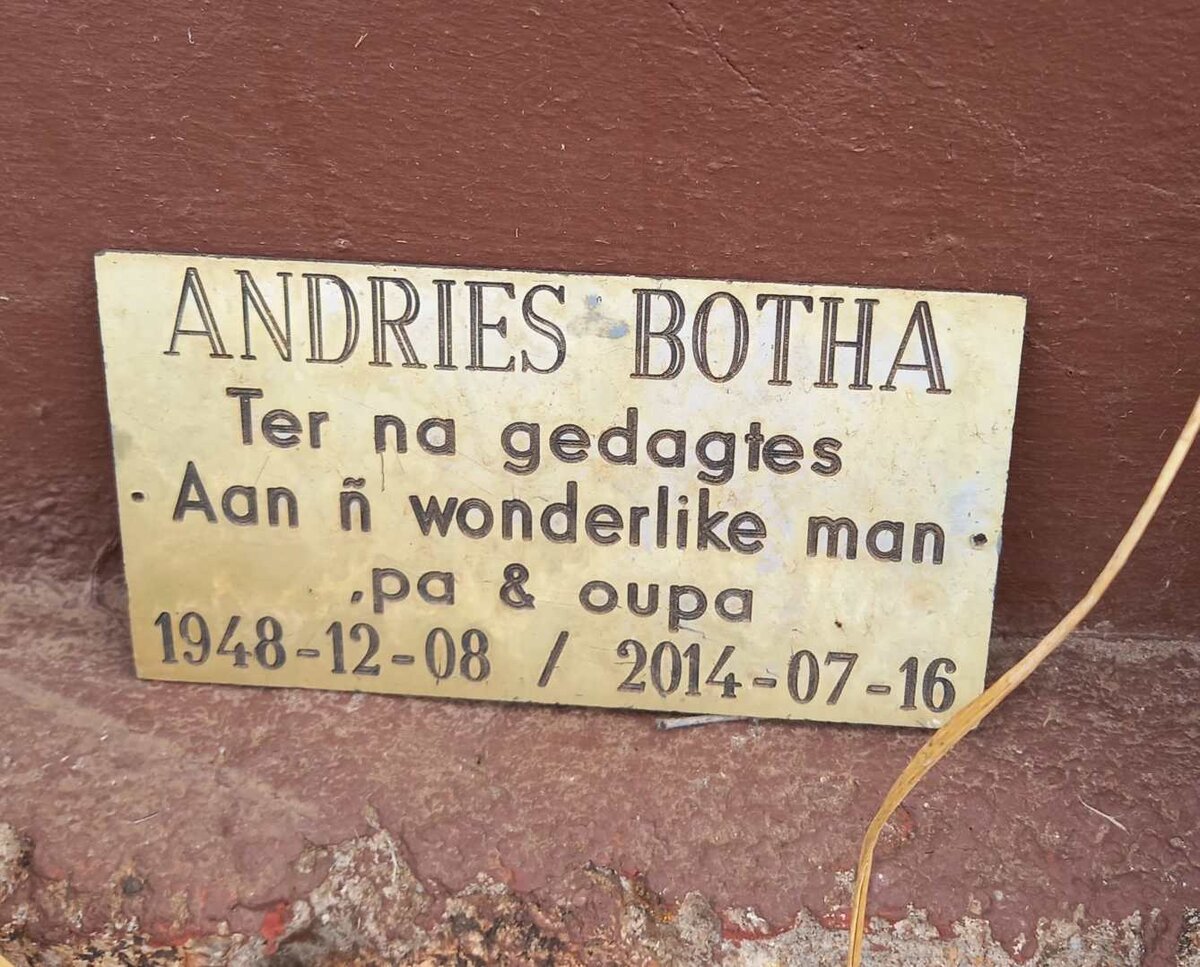 ANDRIES BOTHA
Ter na gedagtes
Aan ñ wonderlike man
,pa & oupa
1948-12-08 / 2014-07-16